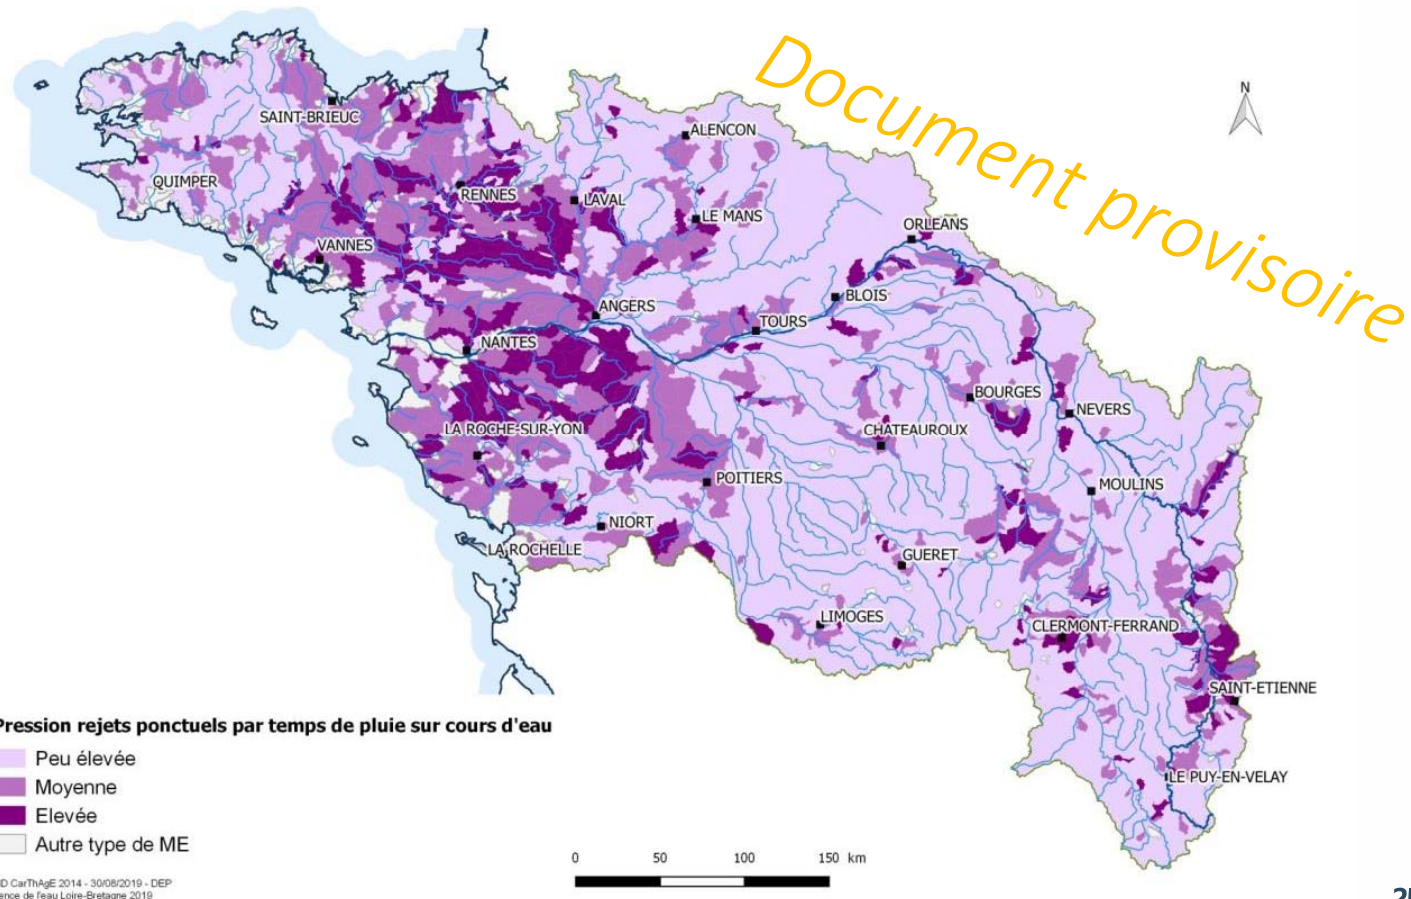 Document provisoire
N
ALENCON
SAINT-BRIEUC
QUIMPER
RENNES
LAVAL
LE MANS
ORLEANS
VANNES
BLOIS
ANGERS
TOURS
NANTES
BOURGES
NEVERS
LA ROCHE-SUR-YON
CHATEAUROUX
POITIERS
MOULINS
NIORT
LA ROCHELLE
GUERET
LIMOGES
CLERMONT-FERRAND
SAINT-ETIENNE
LE PUY-EN-VELAY
Pression rejets ponctuels par temps de pluie sur cours d'eau
Peu élevée
Moyenne
Elevée
Autre type de ME
0 50 100 150 km
D CarThAgE 2014 - 30/08/2019 - DEP
ence de l'eau Loire-Bretagne 2019